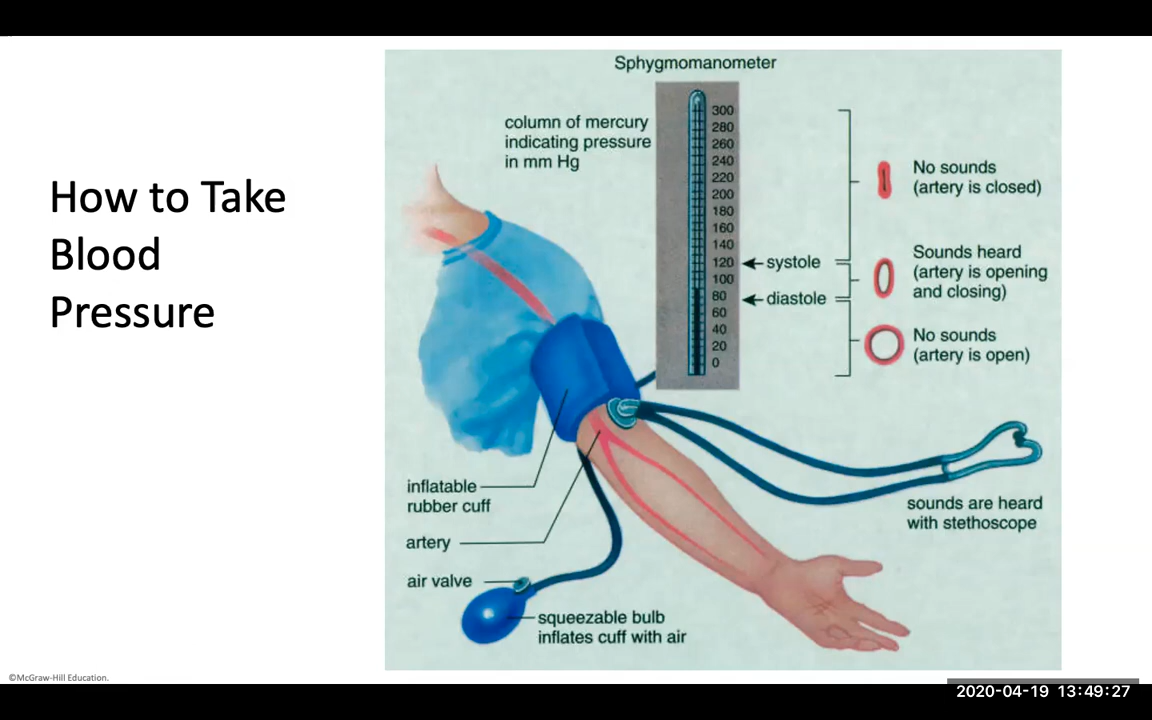 How to Take
Blood
Pressure
Sphygmomanometer
column of mercury
indicating pressure
in mm Hg
300
280
260
240
220
200
180
160
140
120
100
80
60
40
20
0
systole
diastole
No sounds
(artery is closed)
Sounds heard
(artery is opening
and closing)
No sounds
(artery is open)
inflatable
rubber cuff
artery
air valve
squeezable bulb
inflates cuff with air
sounds are heard
with stethoscope
©McGraw-Hill Education.
2020-04-19 13:49:27